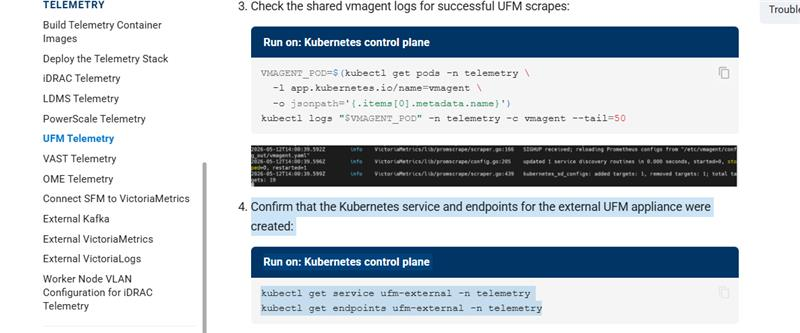 TELEMETRY
Build Telemetry Container
Images
Deploy the Telemetry Stack
iDRAC Telemetry
LDMS Telemetry
PowerScale Telemetry
UFM Telemetry
VAST Telemetry
OME Telemetry
Connect SFM to VictoriaMetrics
External Kafka
External VictoriaMetrics
External VictoriaLogs
Worker Node VLAN
Configuration for iDRAC
Telemetry
3. Check the shared vmagent logs for successful UFM scrapes:
Run on: Kubernetes control plane
VMAGENT_POD=$(kubectl get pods -n telemetry \
-l app.kubernetes.io/name=vmagent \
-o jsonpath='{.items[0].metadata.name}')
kubectl logs "$VMAGENT_POD" -n telemetry -c vmagent --tail=50
2026-05-12T14:00:39.592Z info VictoriaMetrics/lib/promscrape/scraper.go:166 SIGHUP received; reloading Prometheus configs from "/etc/vmagent/conf
g_out/vmagent.yaml"
2026-05-12T14:00:39.596Z info VictoriaMetrics/lib/promscrape/config.go:205 updated 1 service discovery routines in 0.000 seconds, started=0, sto
ped=0, restarted=1
2026-05-12T14:00:39.599Z info VictoriaMetrics/lib/promscrape/scraper.go:439 kubernetes_sd_configs: added targets: 1, removed targets: 1; total ta
gets: 19
4. Confirm that the Kubernetes service and endpoints for the external UFM appliance were
created:
Run on: Kubernetes control plane
kubectl get service ufm-external -n telemetry
kubectl get endpoints ufm-external -n telemetry
Trouble